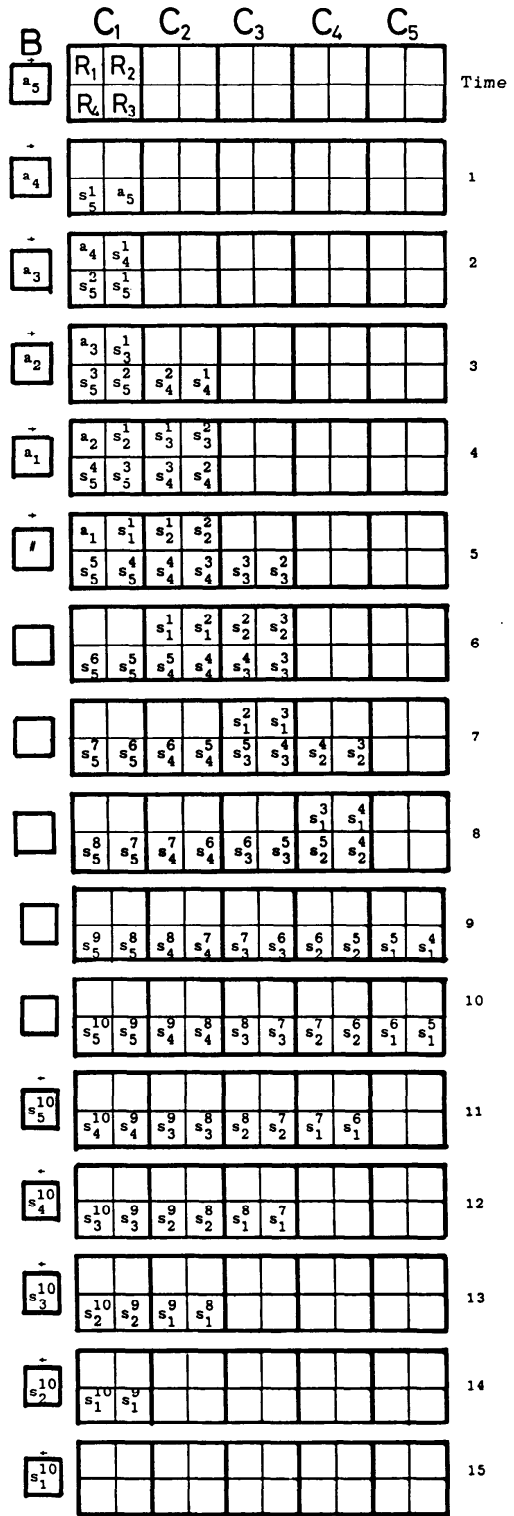 B C₁ C₂ C₃ C₄ C₅
→ a₅ R₁ R₂ Time
R₄ R₃
→ a₄ 1
s₅¹ a₅
→ a₃ a₄ s₄¹ 2
s₅² s₅¹
→ a₂ a₃ s₃¹ 3
s₅³ s₅² s₄² s₄¹
→ a₁ a₂ s₂¹ s₃¹ s₃² 4
s₅⁴ s₅³ s₄³ s₄²
→ # a₁ s₁¹ s₂¹ s₂² 5
s₅⁵ s₅⁴ s₄⁴ s₄³ s₃³ s₃²
s₁¹ s₁² s₂² s₂³ 6
s₅⁶ s₅⁵ s₄⁵ s₄⁴ s₃⁴ s₃³
s₁² s₁³ 7
s₅⁷ s₅⁶ s₄⁶ s₄⁵ s₃⁵ s₃⁴ s₂⁴ s₂³
s₁³ s₁⁴ 8
s₅⁸ s₅⁷ s₄⁷ s₄⁶ s₃⁶ s₃⁵ s₂⁵ s₂⁴
9
s₅⁹ s₅⁸ s₄⁸ s₄⁷ s₃⁷ s₃⁶ s₂⁶ s₂⁵ s₁⁵ s₁⁴
10
s₅¹⁰ s₅⁹ s₄⁹ s₄⁸ s₃⁸ s₃⁷ s₂⁷ s₂⁶ s₁⁶ s₁⁵
← s₅¹⁰ 11
s₄¹⁰ s₄⁹ s₃⁹ s₃⁸ s₂⁸ s₂⁷ s₁⁷ s₁⁶
← s₄¹⁰ 12
s₃¹⁰ s₃⁹ s₂⁹ s₂⁸ s₁⁸ s₁⁷
← s₃¹⁰ 13
s₂¹⁰ s₂⁹ s₁⁹ s₁⁸
← s₂¹⁰ 14
s₁¹⁰ s₁⁹
← s₁¹⁰ 15